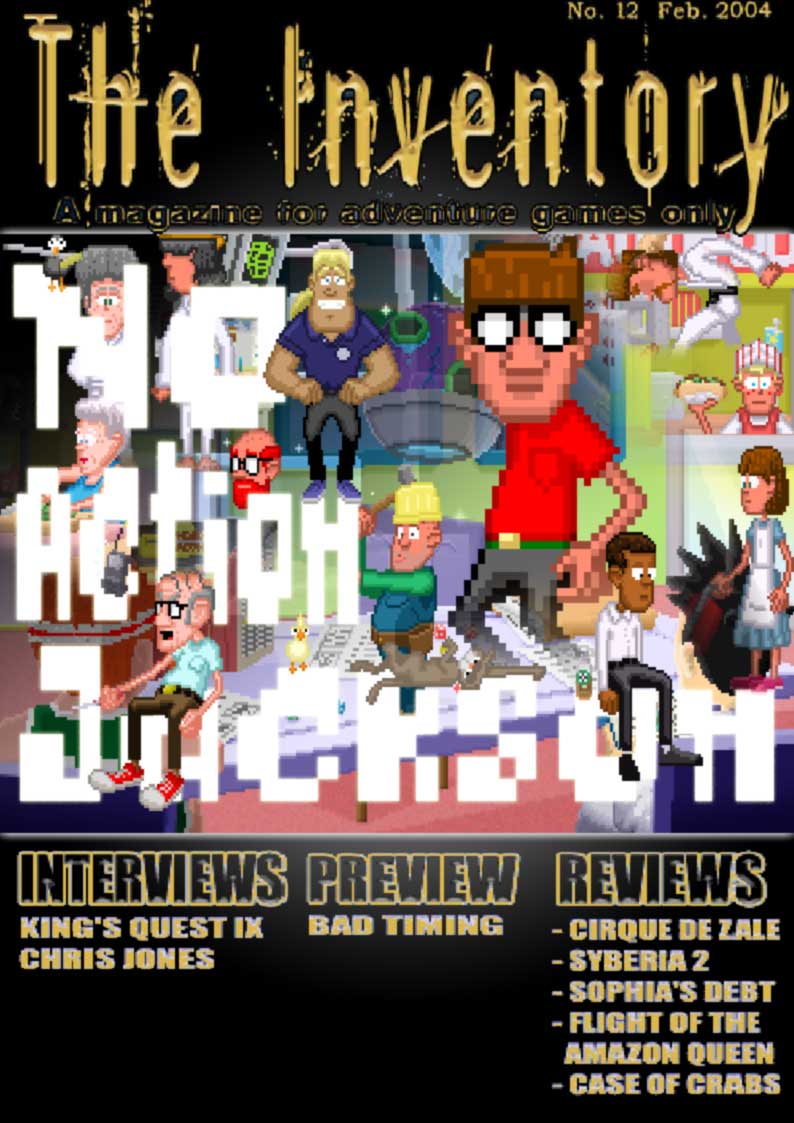 No. 12 Feb. 2004
The Inventory
A magazine for adventure games only
No
Action
Jackson
INTERVIEWS
KING'S QUEST IX
CHRIS JONES
PREVIEW
BAD TIMING
REVIEWS
- CIRQUE DE ZALE
- SYBERIA 2
- SOPHIA'S DEBT
- FLIGHT OF THE
AMAZON QUEEN
- CASE OF CRABS